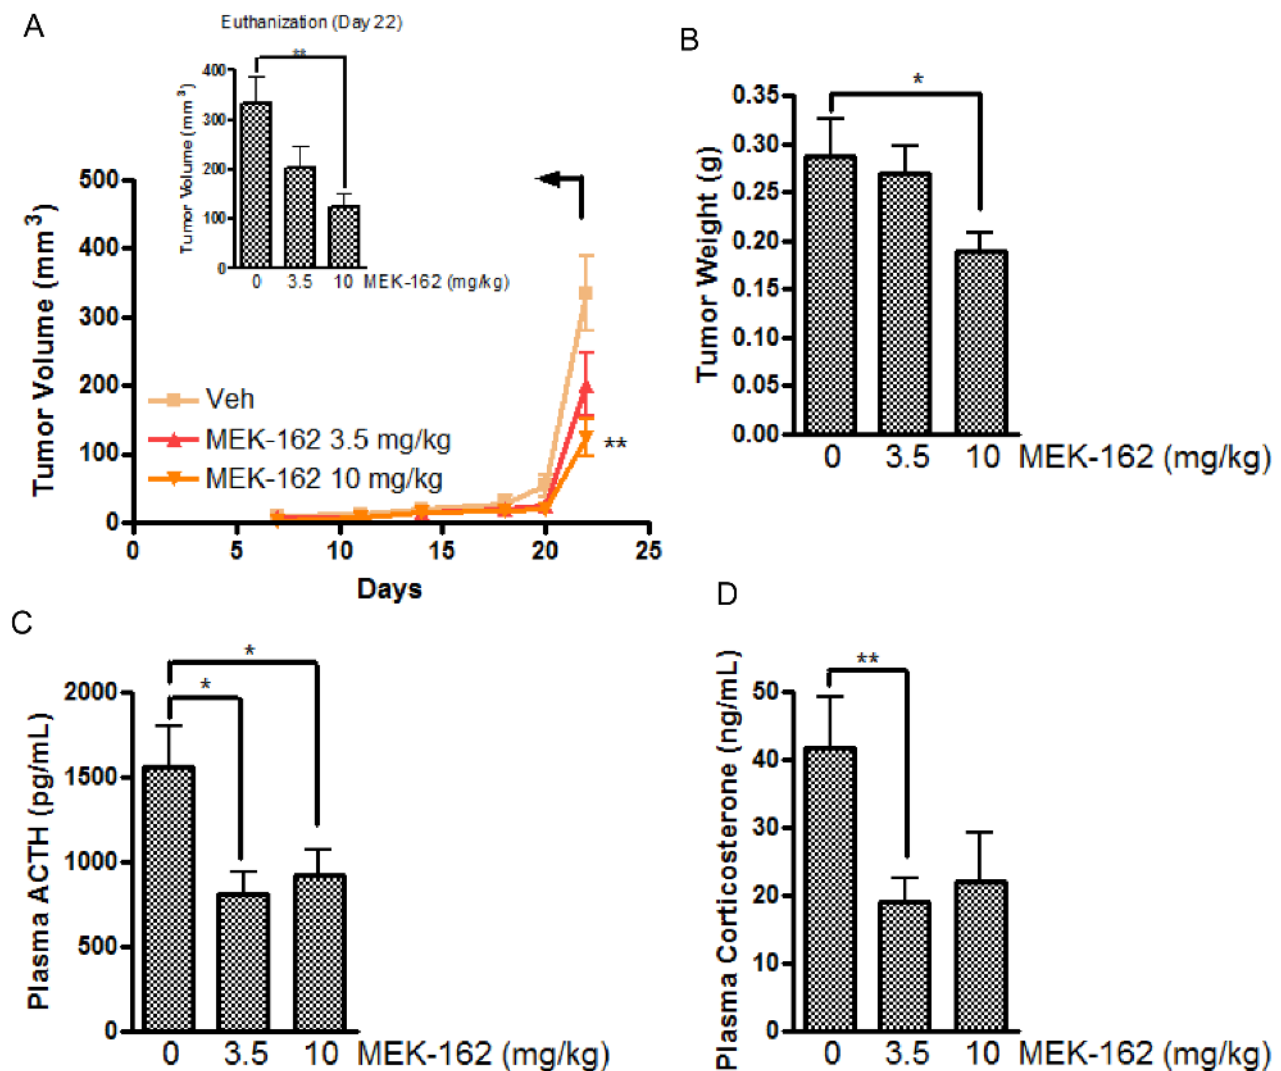 A
Euthanization (Day 22)
**
Tumor Volume (mm³)
400
300
200
100
0
0 3.5 10 MEK-162 (mg/kg)
Tumor Volume (mm³)
500
400
300
200
100
0
Veh
MEK-162 3.5 mg/kg
MEK-162 10 mg/kg
**
0 5 10 15 20 25
Days
B
*
Tumor Weight (g)
0.35
0.30
0.25
0.20
0.15
0.10
0.05
0.00
0 3.5 10 MEK-162 (mg/kg)
C
*
*
Plasma ACTH (pg/mL)
2000
1500
1000
500
0
0 3.5 10 MEK-162 (mg/kg)
D
**
Plasma Corticosterone (ng/mL)
50
40
30
20
10
0
0 3.5 10 MEK-162 (mg/kg)